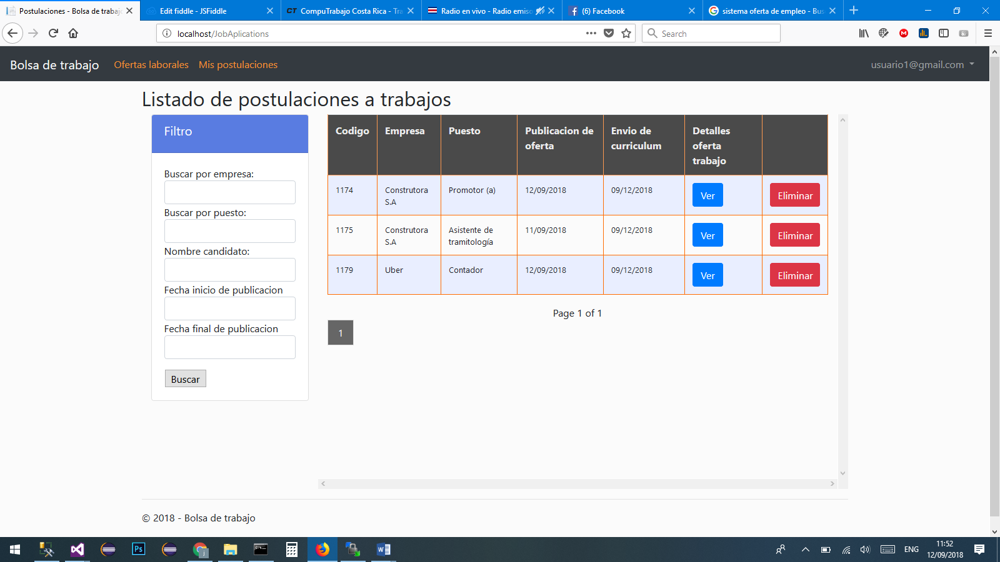 Postulaciones - Bolsa de trabajo
Edit fiddle - JSFiddle
CT CompuTrabajo Costa Rica - Tra
Radio en vivo - Radio emiso
(6) Facebook
sistema oferta de empleo - Bus
localhost/JobAplications
Search
Bolsa de trabajo
Ofertas laborales
Mis postulaciones
usuario1@gmail.com
Listado de postulaciones a trabajos
Filtro
Buscar por empresa:
Buscar por puesto:
Nombre candidato:
Fecha inicio de publicacion
Fecha final de publicacion
Buscar
Codigo
Empresa
Puesto
Publicacion de
oferta
Envio de
curriculum
Detalles
oferta
trabajo
1174
Construtora
S.A
Promotor (a)
12/09/2018
09/12/2018
Ver
Eliminar
1175
Construtora
S.A
Asistente de
tramitología
11/09/2018
09/12/2018
Ver
Eliminar
1179
Uber
Contador
12/09/2018
09/12/2018
Ver
Eliminar
Page 1 of 1
1
© 2018 - Bolsa de trabajo
Ps
ENG
11:52
12/09/2018